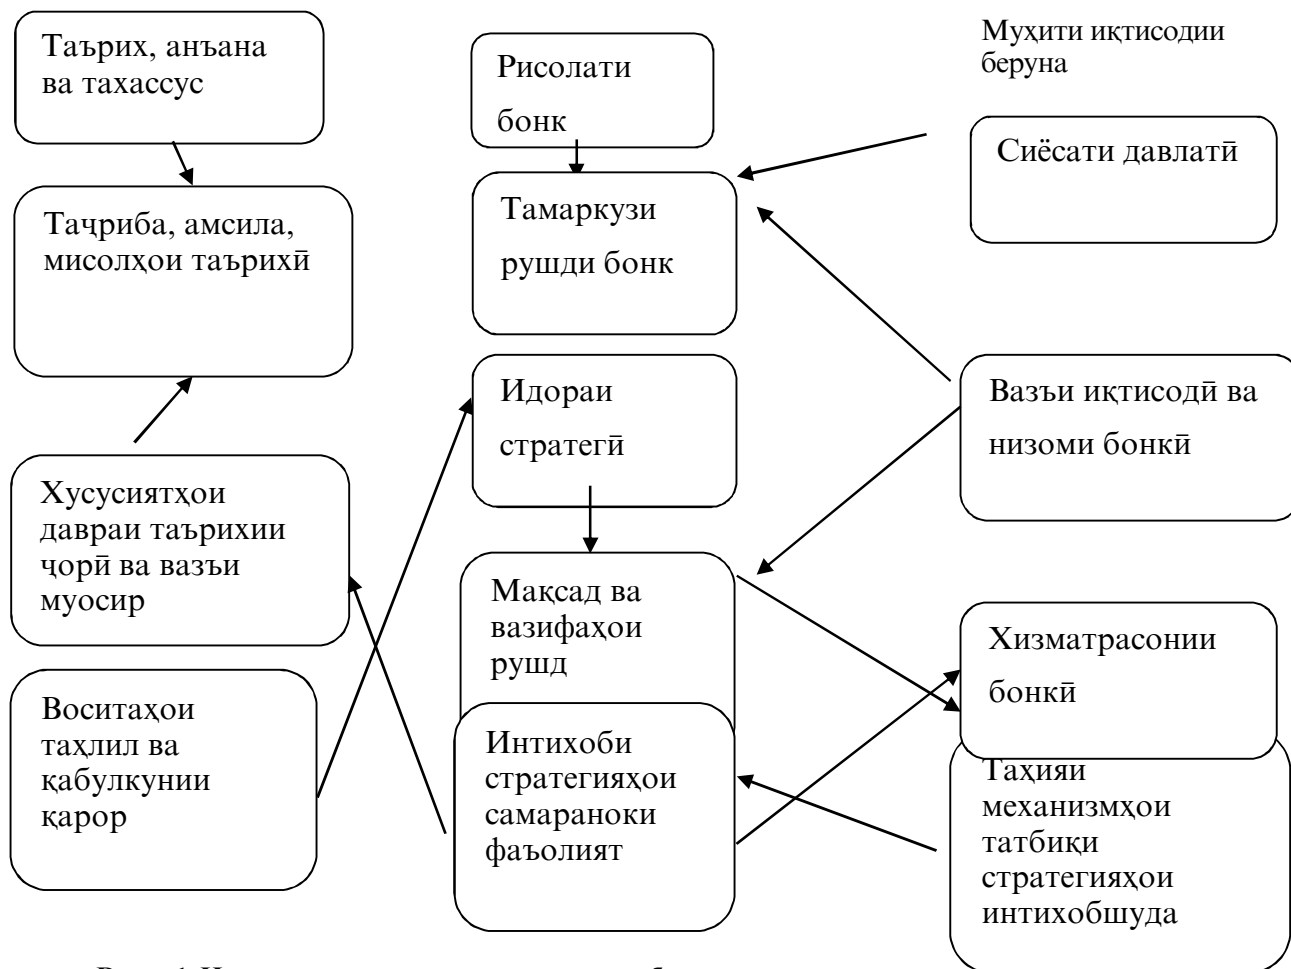 Таърих, анъана
ва тахассус
Рисолати
бонк
Муҳити иқтисодии
беруна
Сиёсати давлатӣ
Таҷриба, амсила,
мисолҳои таърихӣ
Тамаркузи
рушди бонк
Идораи
стратегӣ
Вазъи иқтисодӣ ва
низоми бонкӣ
Хусусиятҳои
давраи таърихии
ҷорӣ ва вазъи
муосир
Мақсад ва
вазифаҳои
рушд
Хизматрасонии
бонкӣ
Воситаҳои
таҳлил ва
қабулкунии
қарор
Интихоби
стратегияҳои
самараноки
фаъолият
Таҳияи
механизмҳои
татбиқи
стратегияҳои
интихобшуда